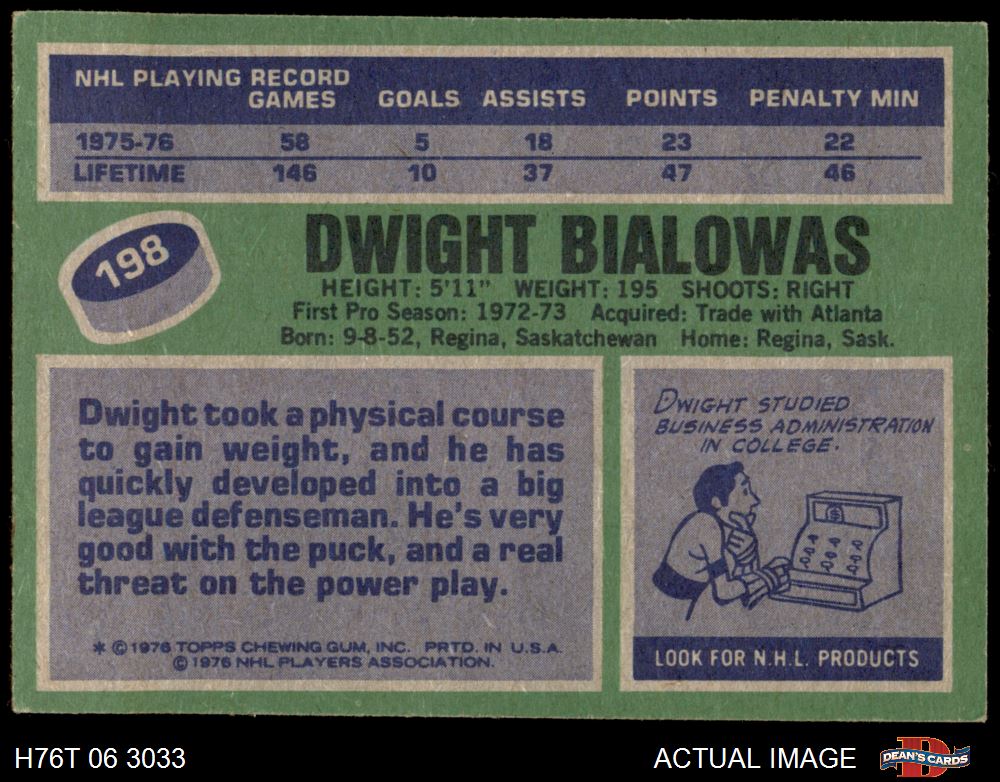 NHL PLAYING RECORD
GAMES GOALS ASSISTS POINTS PENALTY MIN
1975-76 58 5 18 23 22
LIFETIME 146 10 37 47 46
198
DWIGHT BIALOWAS
HEIGHT: 5'11" WEIGHT: 195 SHOOTS: RIGHT
First Pro Season: 1972-73 Acquired: Trade with Atlanta
Born: 9-8-52, Regina, Saskatchewan Home: Regina, Sask.
Dwight took a physical course
to gain weight, and he has
quickly developed into a big
league defenseman. He's very
good with the puck, and a real
threat on the power play.
* © 1976 TOPPS CHEWING GUM, INC. PRTD. IN U.S.A.
© 1976 NHL PLAYERS ASSOCIATION.
DWIGHT STUDIED
BUSINESS ADMINISTRATION
IN COLLEGE.
$
LOOK FOR N.H.L. PRODUCTS
H76T 06 3033 ACTUAL IMAGE DEAN'S CARDS